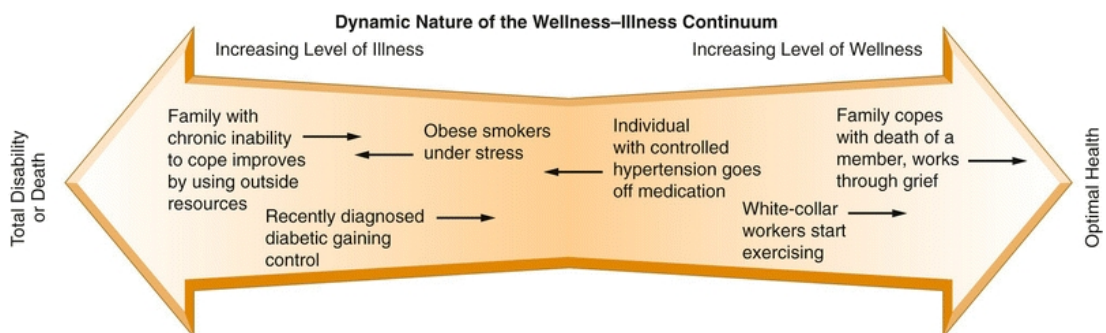 Dynamic Nature of the Wellness–Illness Continuum
Increasing Level of Illness
Increasing Level of Wellness
Total Disability
or Death
Family with
chronic inability
to cope improves
by using outside
resources
Obese smokers
under stress
Recently diagnosed
diabetic gaining
control
Individual
with controlled
hypertension goes
off medication
Family copes
with death of a
member, works
through grief
White-collar
workers start
exercising
Optimal Health